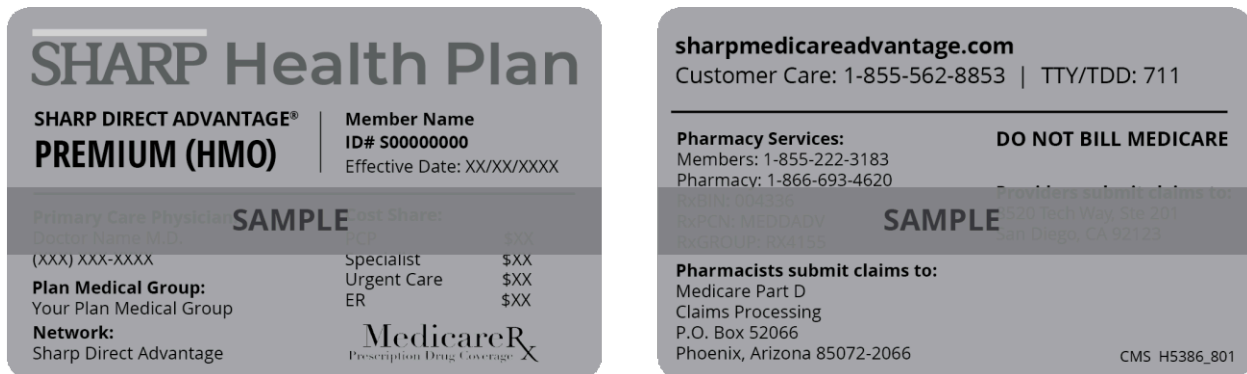 SHARP Health Plan
SHARP DIRECT ADVANTAGE®
PREMIUM (HMO)
Member Name
ID# S00000000
Effective Date: XX/XX/XXXX
Primary Care Physician
Doctor Name M.D.
(XXX) XXX-XXXX
Plan Medical Group:
Your Plan Medical Group
Network:
Sharp Direct Advantage
SAMPLE
Cost Share:
PCP $XX
Specialist $XX
Urgent Care $XX
ER $XX
MedicareRx
Prescription Drug Coverage
sharpmedicareadvantage.com
Customer Care: 1-855-562-8853 | TTY/TDD: 711
Pharmacy Services:
Members: 1-855-222-3183
Pharmacy: 1-866-693-4620
RxBIN: 004336
RxPCN: MEDDADV
RxGROUP: RX4155
SAMPLE
Pharmacists submit claims to:
Medicare Part D
Claims Processing
P.O. Box 52066
Phoenix, Arizona 85072-2066
DO NOT BILL MEDICARE
Providers submit claims to:
8520 Tech Way, Ste 201
San Diego, CA 92123
CMS H5386_801